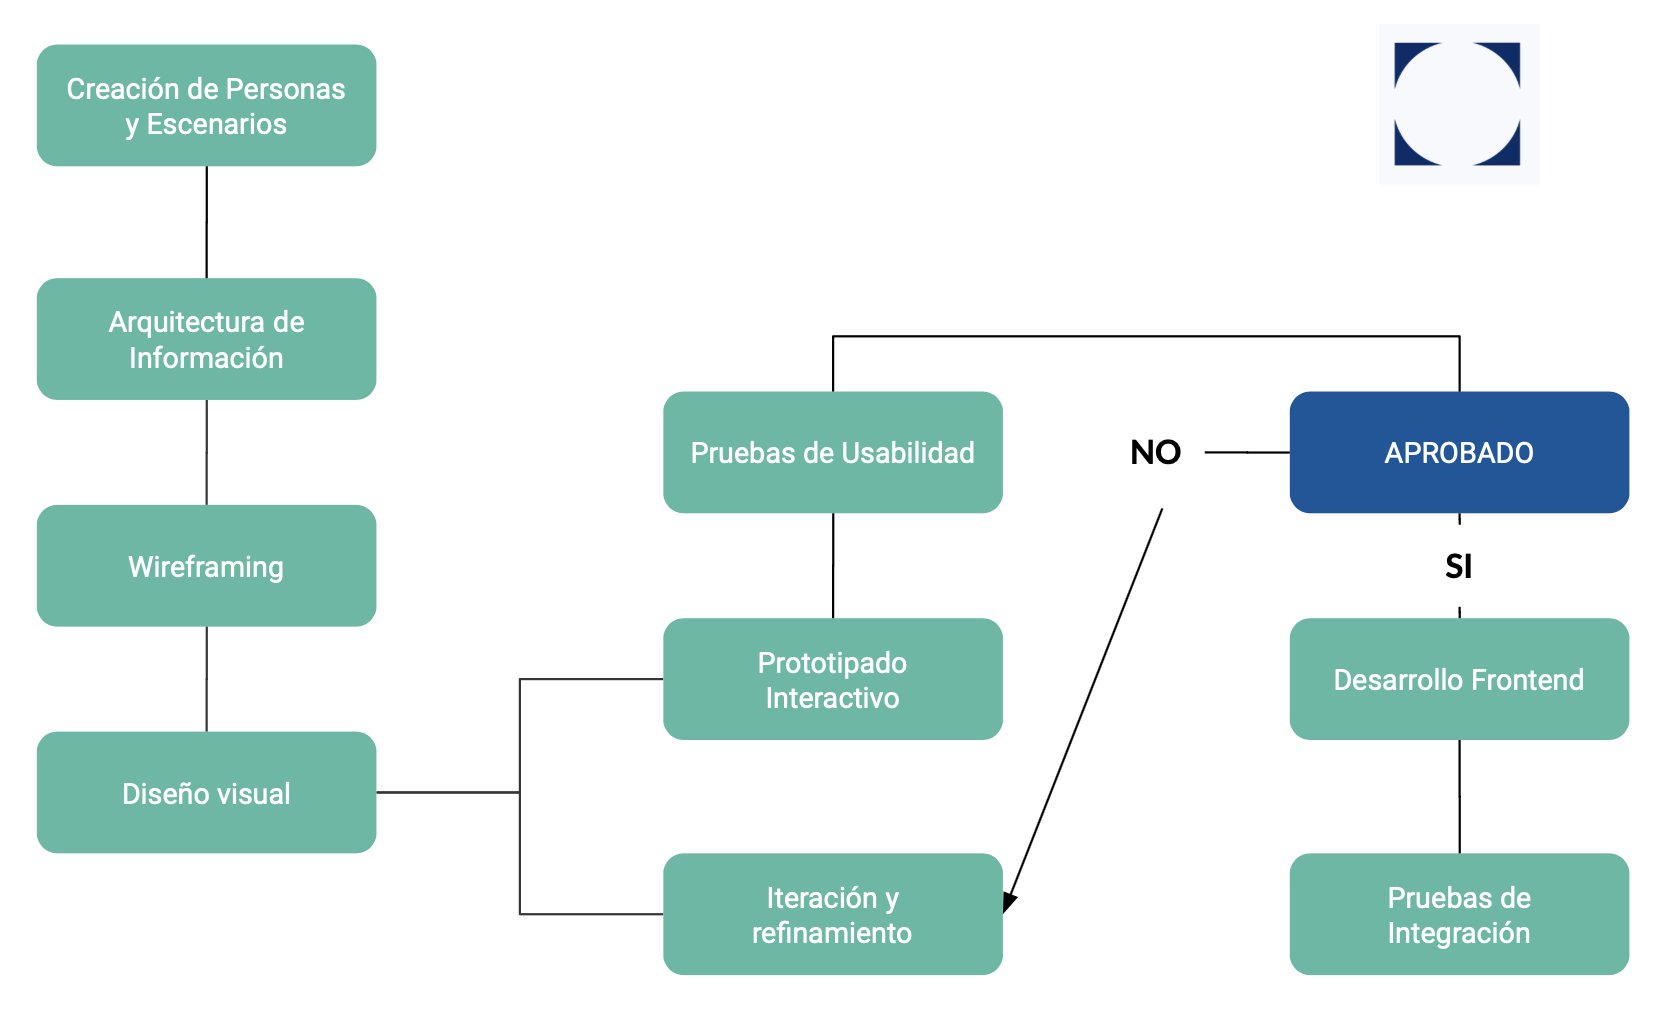 Creación de Personas
y Escenarios
Arquitectura de
Información
Wireframing
Diseño visual
Pruebas de Usabilidad
Prototipado
Interactivo
Iteración y
refinamiento
NO
APROBADO
SI
Desarrollo Frontend
Pruebas de
Integración